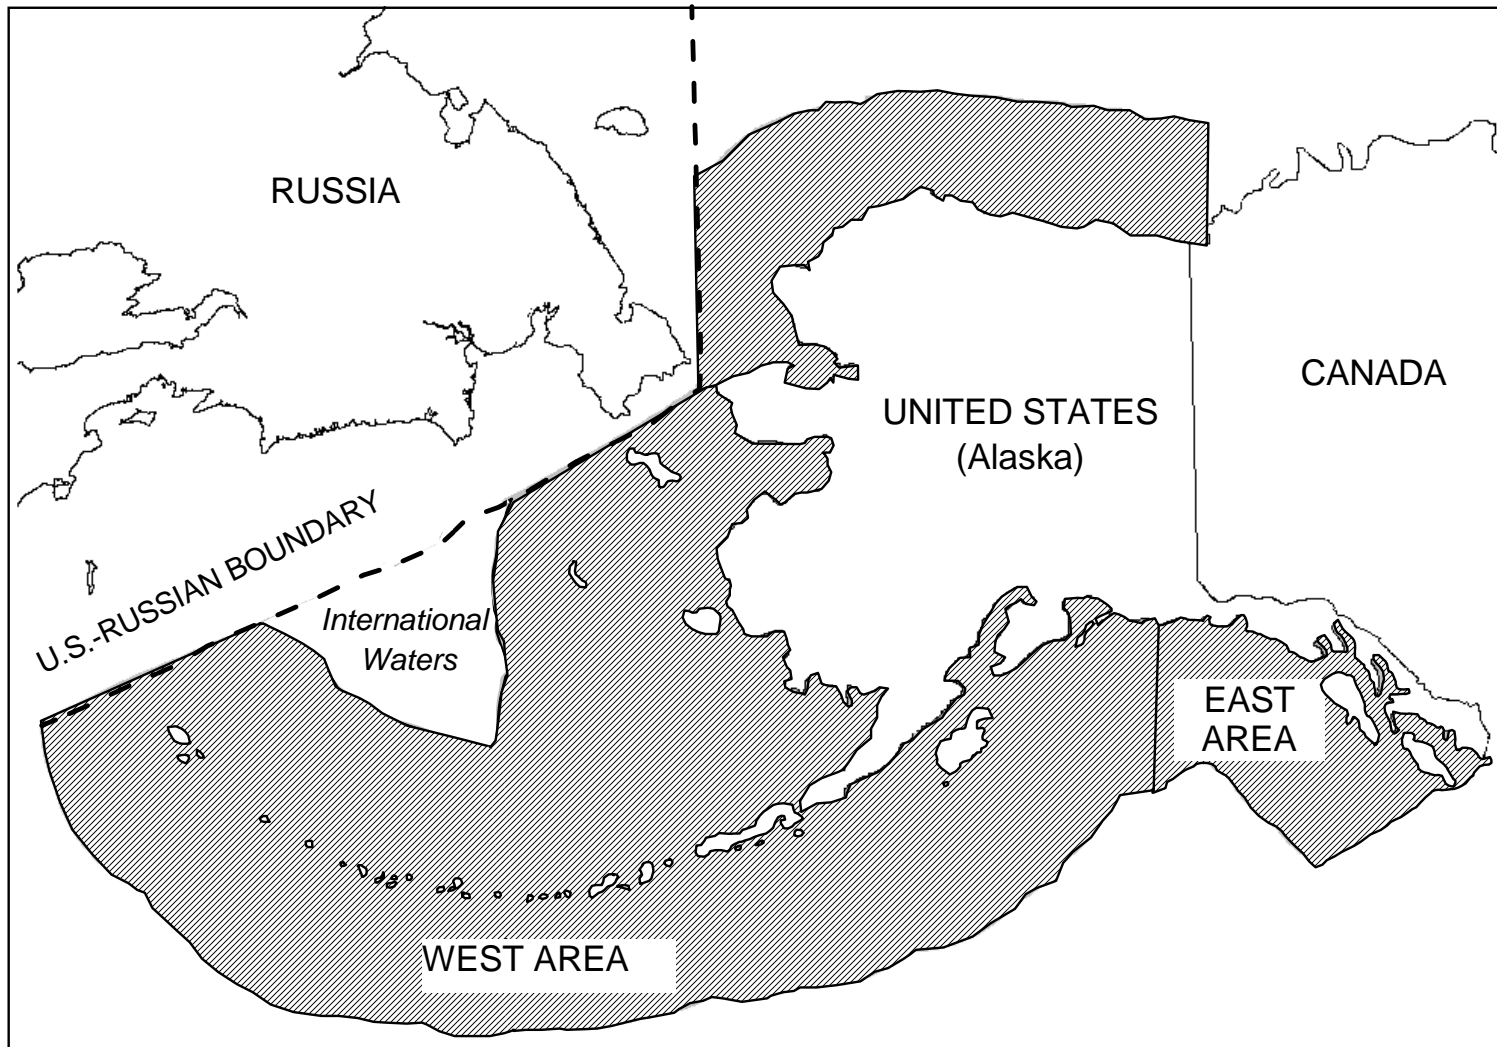 RUSSIA
CANADA
UNITED STATES
(Alaska)
U.S.-RUSSIAN BOUNDARY
International
Waters
EAST
AREA
WEST AREA